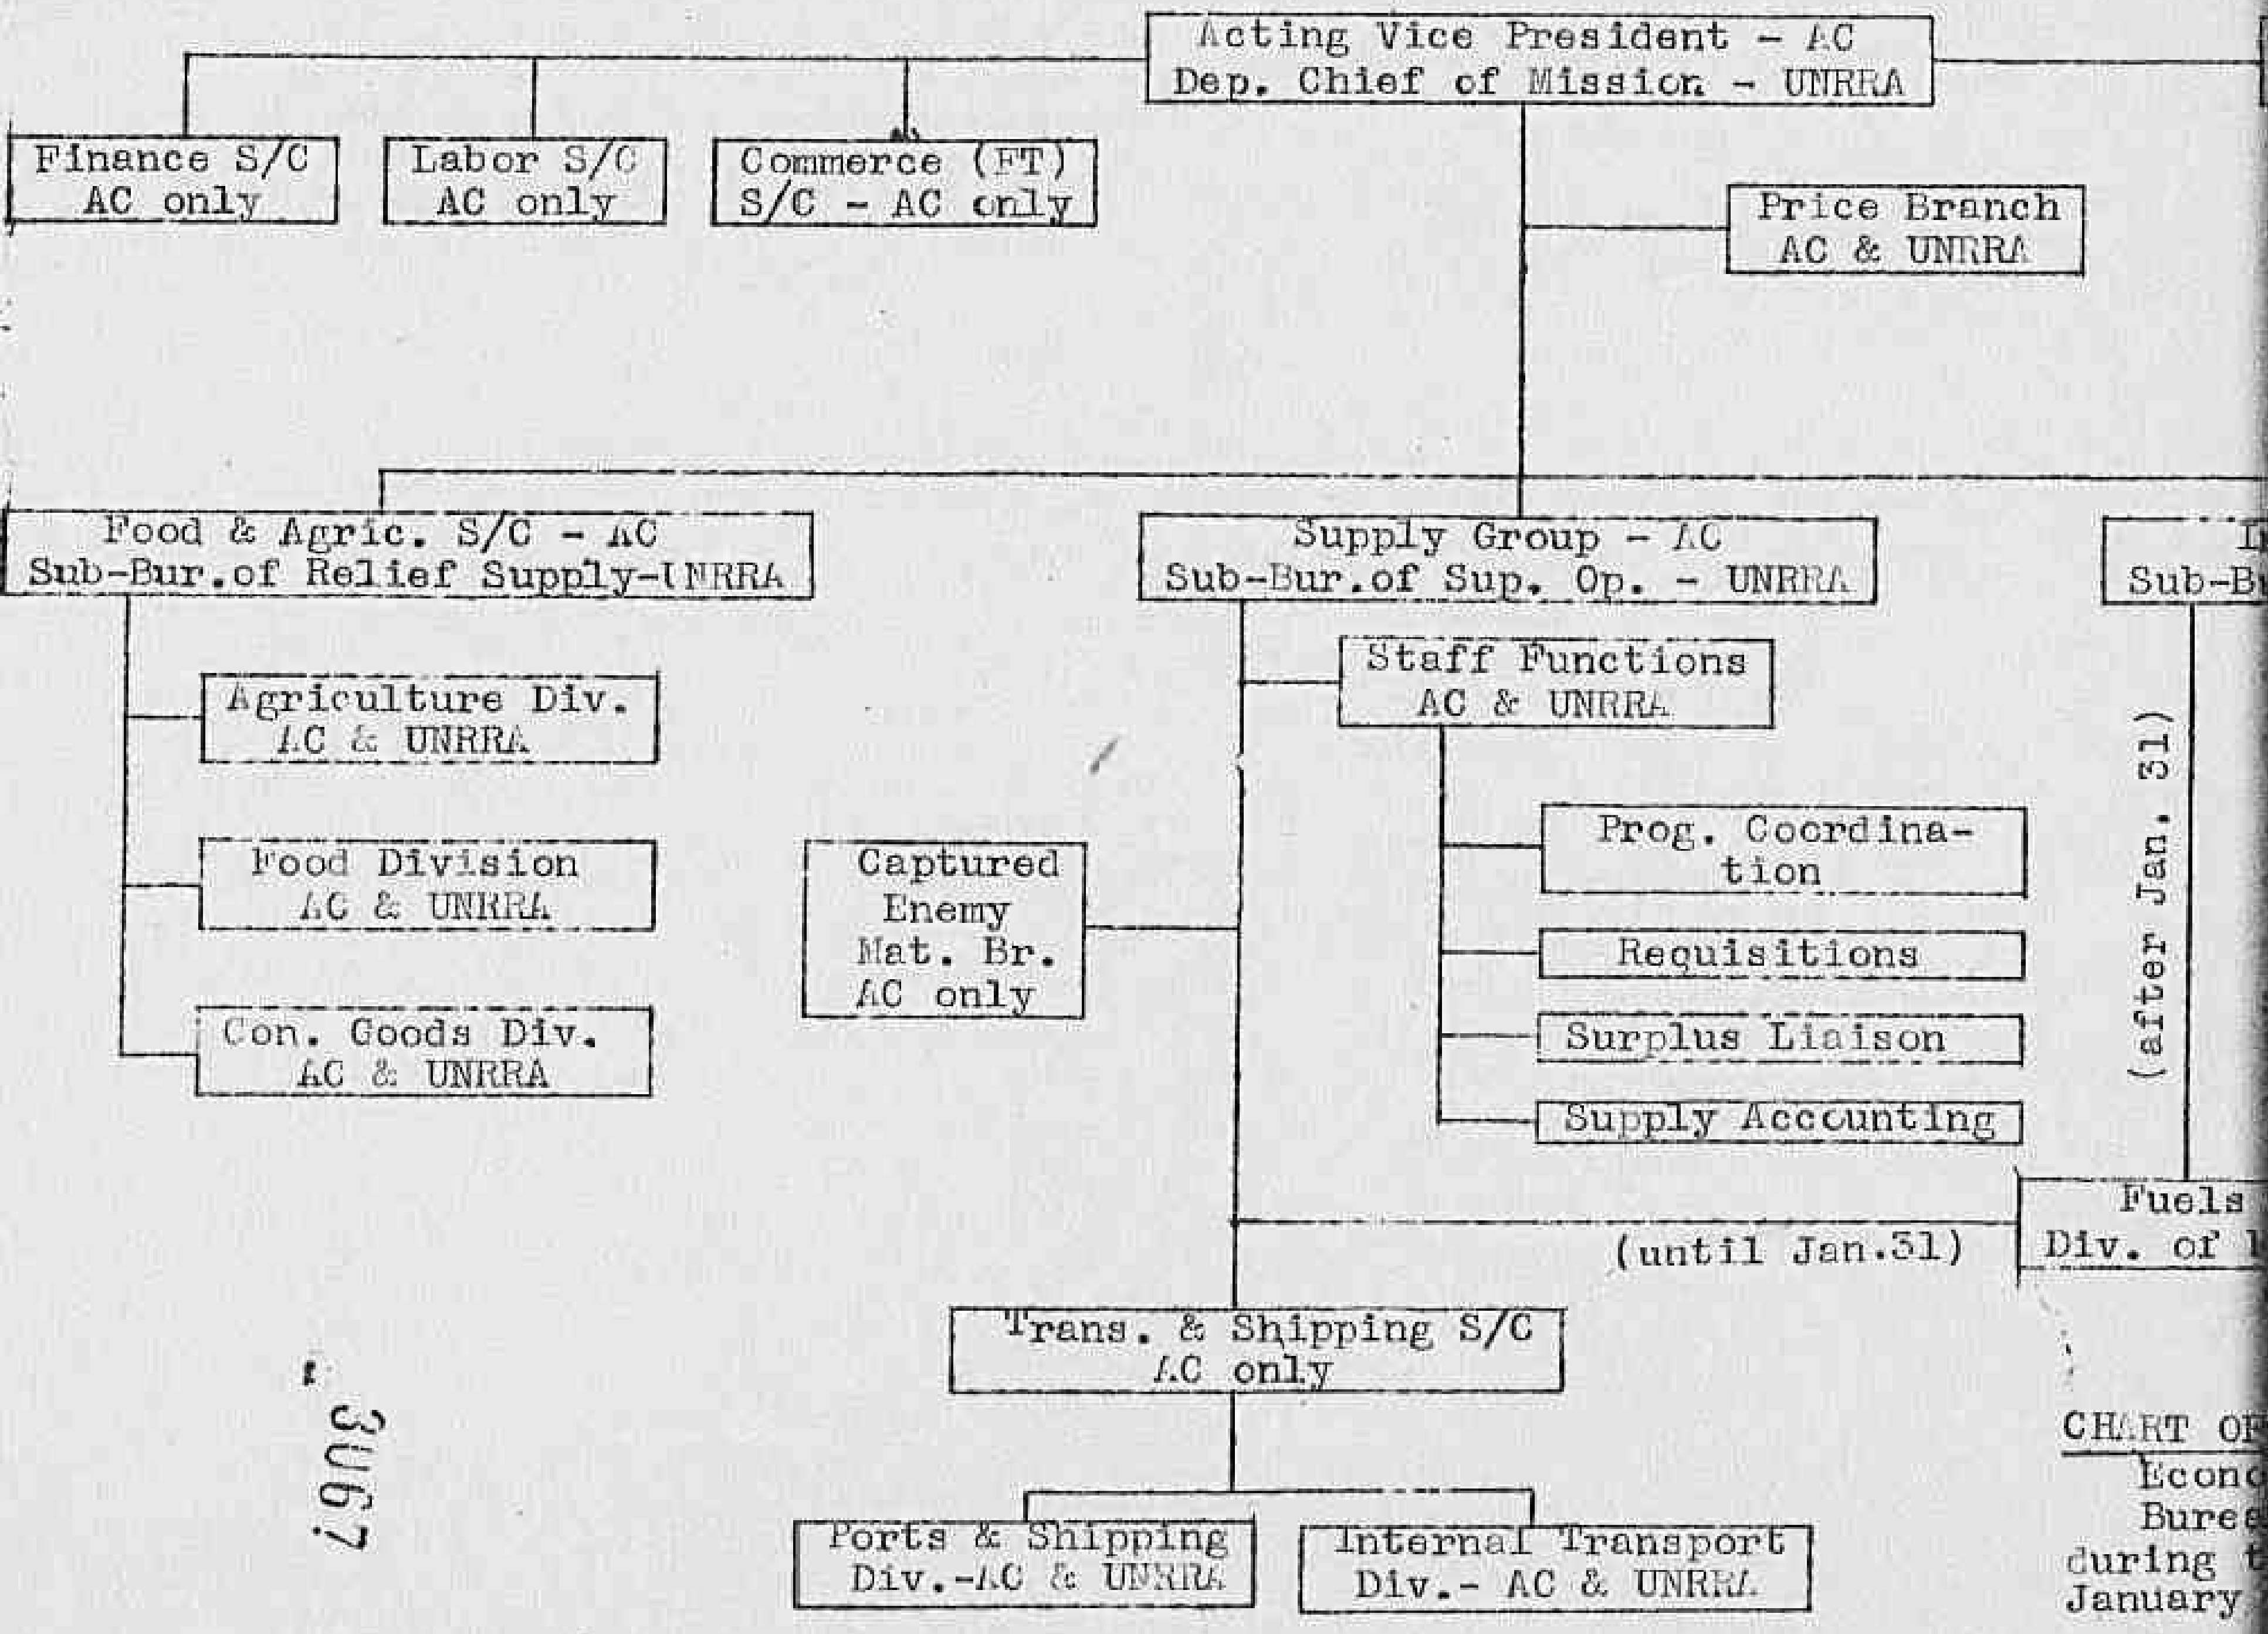 Acting Vice President - AC
Dep. Chief of Mission - UNRRA
Finance S/C
AC only
Labor S/C
AC only
Commerce (FT)
S/C - AC only
Price Branch
AC & UNRRA
Food & Agric. S/C - AC
Sub-Bur.of Relief Supply-UNRRA
Supply Group - AC
Sub-Bur.of Sup. Op. - UNRRA
Sub-B
Agriculture Div.
AC & UNRRA
Food Division
AC & UNRRA
Con. Goods Div.
AC & UNRRA
Captured
Enemy
Mat. Br.
AC only
Staff Functions
AC & UNRRA
Prog. Coordina-
tion
Requisitions
Surplus Liaison
Supply Accounting
(after Jan. 31)
(until Jan.31)
Fuels
Div. of
Trans. & Shipping S/C
AC only
Ports & Shipping
Div.-AC & UNRRA
Internal Transport
Div.- AC & UNRRA
3067
CHART OF
Econo
Burea
during t
January